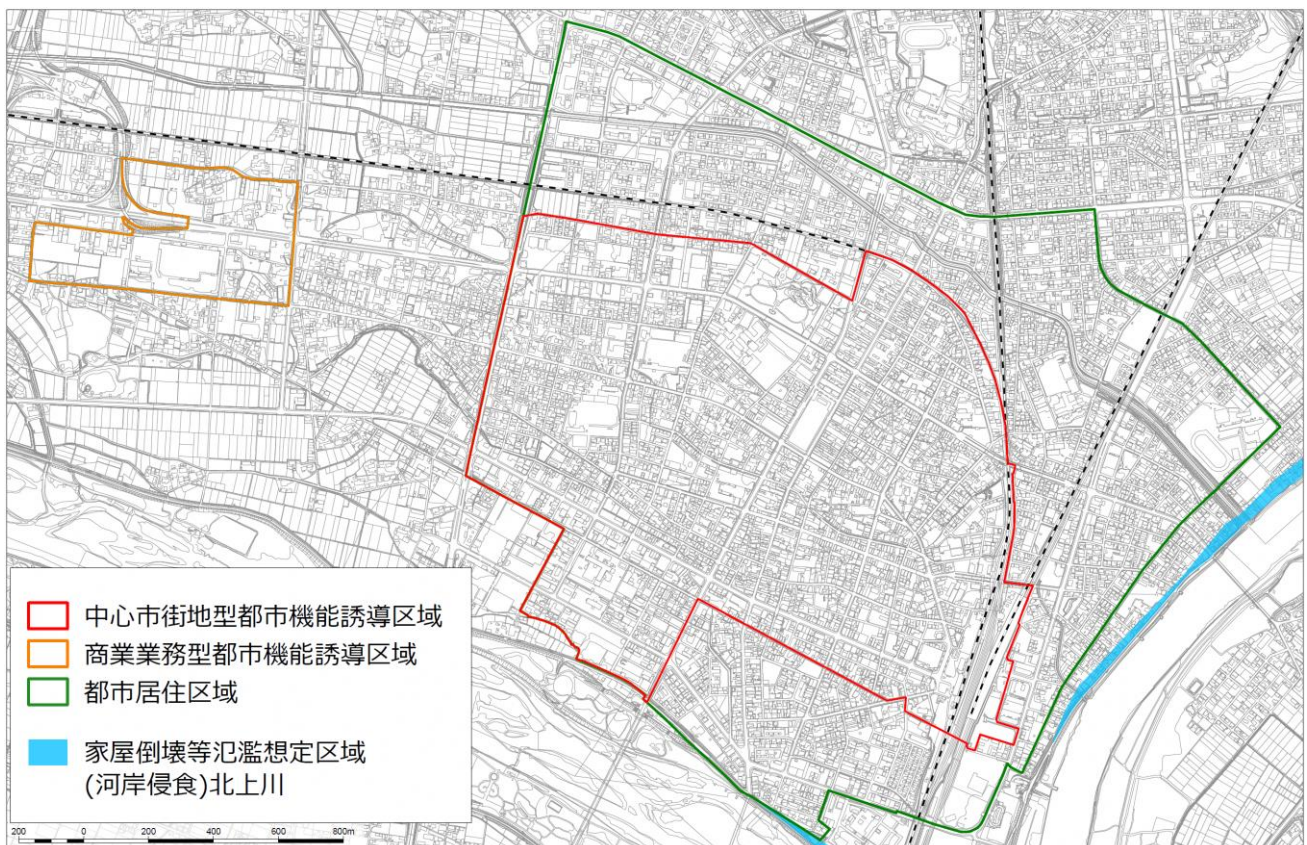 中心市街地型都市機能誘導区域
商業業務型都市機能誘導区域
都市居住区域
家屋倒壊等氾濫想定区域
(河岸侵食)北上川
200 0 200 400 600 800m